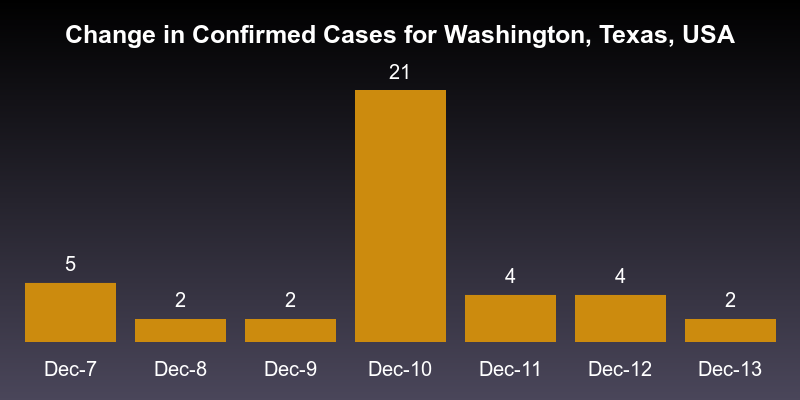 Change in Confirmed Cases for Washington, Texas, USA
21
5
2
2
4
4
2
Dec-7
Dec-8
Dec-9
Dec-10
Dec-11
Dec-12
Dec-13